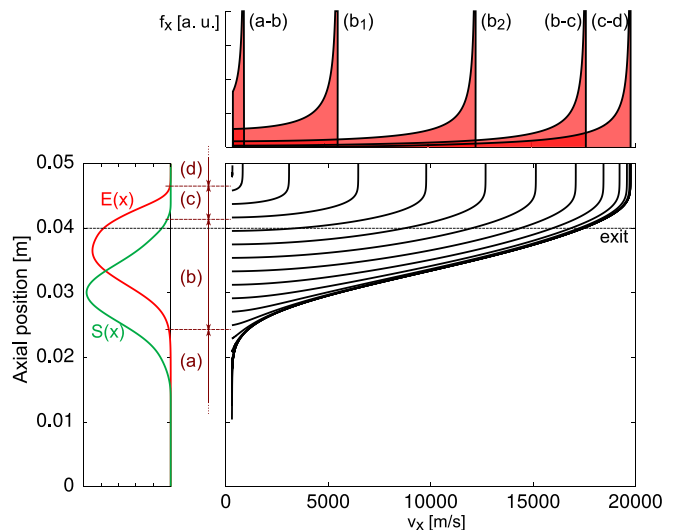 f_x [a. u.] (a-b) (b_1) (b_2) (b-c) (c-d)
0.05 (d)
E(x) (c)
0.04 exit
(b)
0.03
S(x)
0.02 (a)
0.01
0
Axial position [m]
0 5000 10000 15000 20000
v_x [m/s]